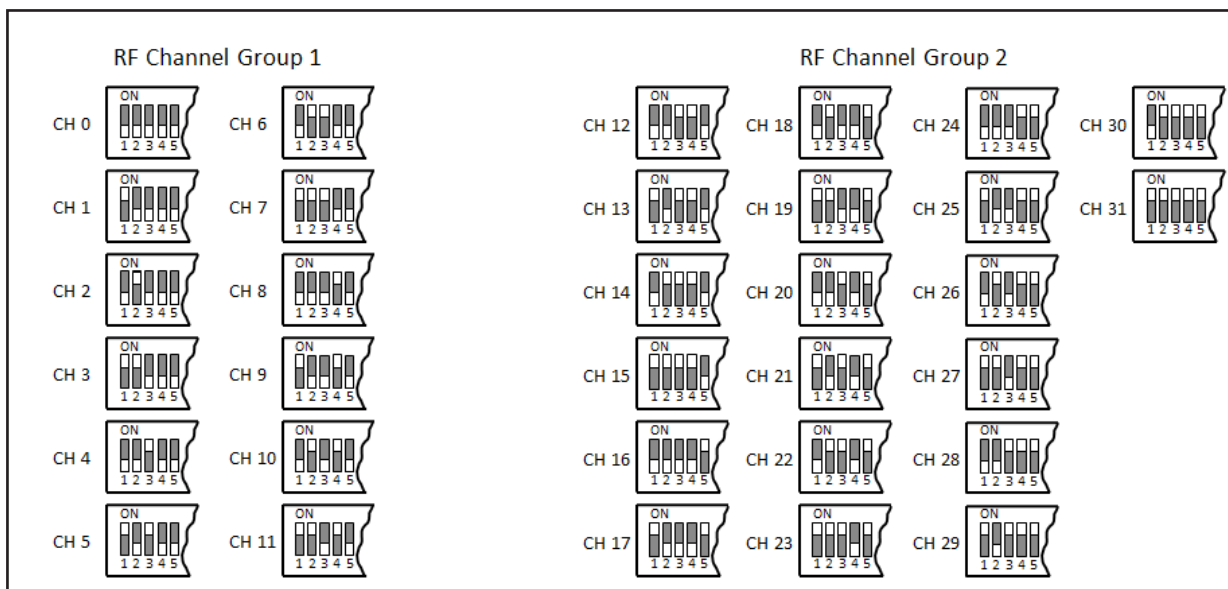 RF Channel Group 1
RF Channel Group 2
CH 0
ON
1 2 3 4 5
CH 6
ON
1 2 3 4 5
CH 12
ON
1 2 3 4 5
CH 18
ON
1 2 3 4 5
CH 24
ON
1 2 3 4 5
CH 30
ON
1 2 3 4 5
CH 1
ON
1 2 3 4 5
CH 7
ON
1 2 3 4 5
CH 13
ON
1 2 3 4 5
CH 19
ON
1 2 3 4 5
CH 25
ON
1 2 3 4 5
CH 31
ON
1 2 3 4 5
CH 2
ON
1 2 3 4 5
CH 8
ON
1 2 3 4 5
CH 14
ON
1 2 3 4 5
CH 20
ON
1 2 3 4 5
CH 26
ON
1 2 3 4 5
CH 3
ON
1 2 3 4 5
CH 9
ON
1 2 3 4 5
CH 15
ON
1 2 3 4 5
CH 21
ON
1 2 3 4 5
CH 27
ON
1 2 3 4 5
CH 4
ON
1 2 3 4 5
CH 10
ON
1 2 3 4 5
CH 16
ON
1 2 3 4 5
CH 22
ON
1 2 3 4 5
CH 28
ON
1 2 3 4 5
CH 5
ON
1 2 3 4 5
CH 11
ON
1 2 3 4 5
CH 17
ON
1 2 3 4 5
CH 23
ON
1 2 3 4 5
CH 29
ON
1 2 3 4 5